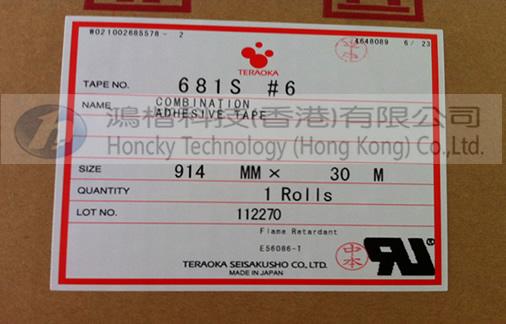 W021002685578 - 2
4648089 6/ 23
TERAOKA
TAPE NO. 681S #6
NAME COMBINATION
ADHESIVE TAPE
鴻楷科技(香港)有限公司
Honcky Technology (Hong Kong) Co.,Ltd.
SIZE 914 MM × 30 M
QUANTITY 1 Rolls
LOT NO. 112270
Flame Retardant
E56086-T
TERAOKA SEISAKUSHO CO., LTD.
MADE IN JAPAN